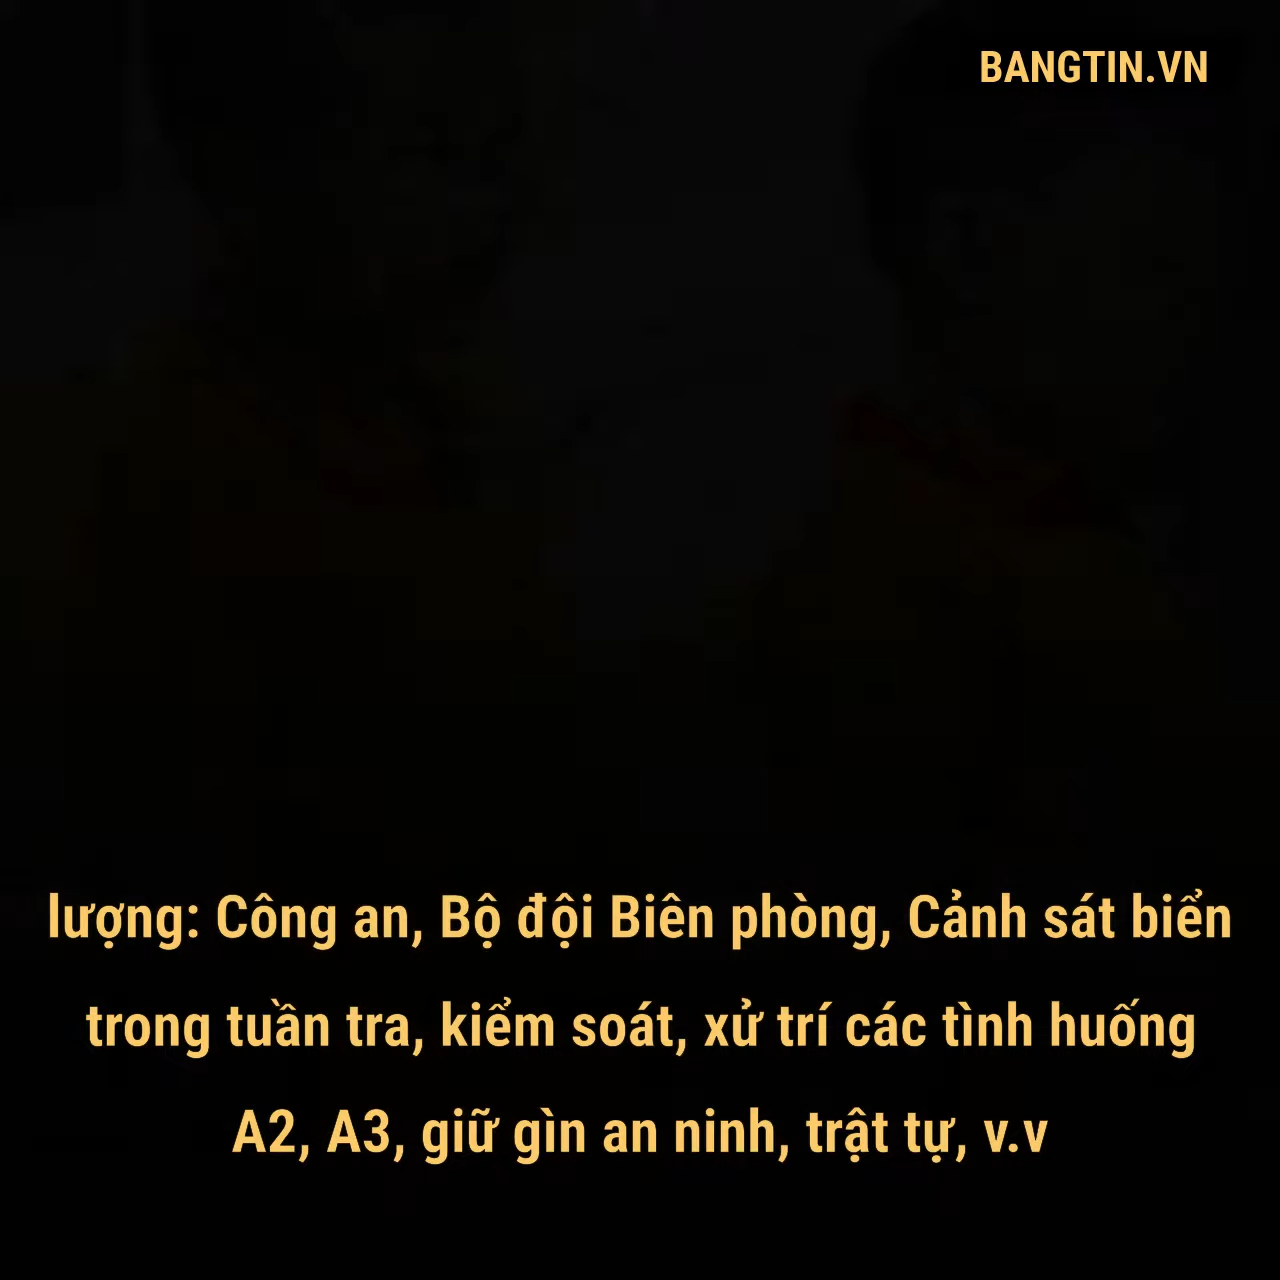 BANGTIN.VN
lượng: Công an, Bộ đội Biên phòng, Cảnh sát biển
trong tuần tra, kiểm soát, xử trí các tình huống
A2, A3, giữ gìn an ninh, trật tự, v.v